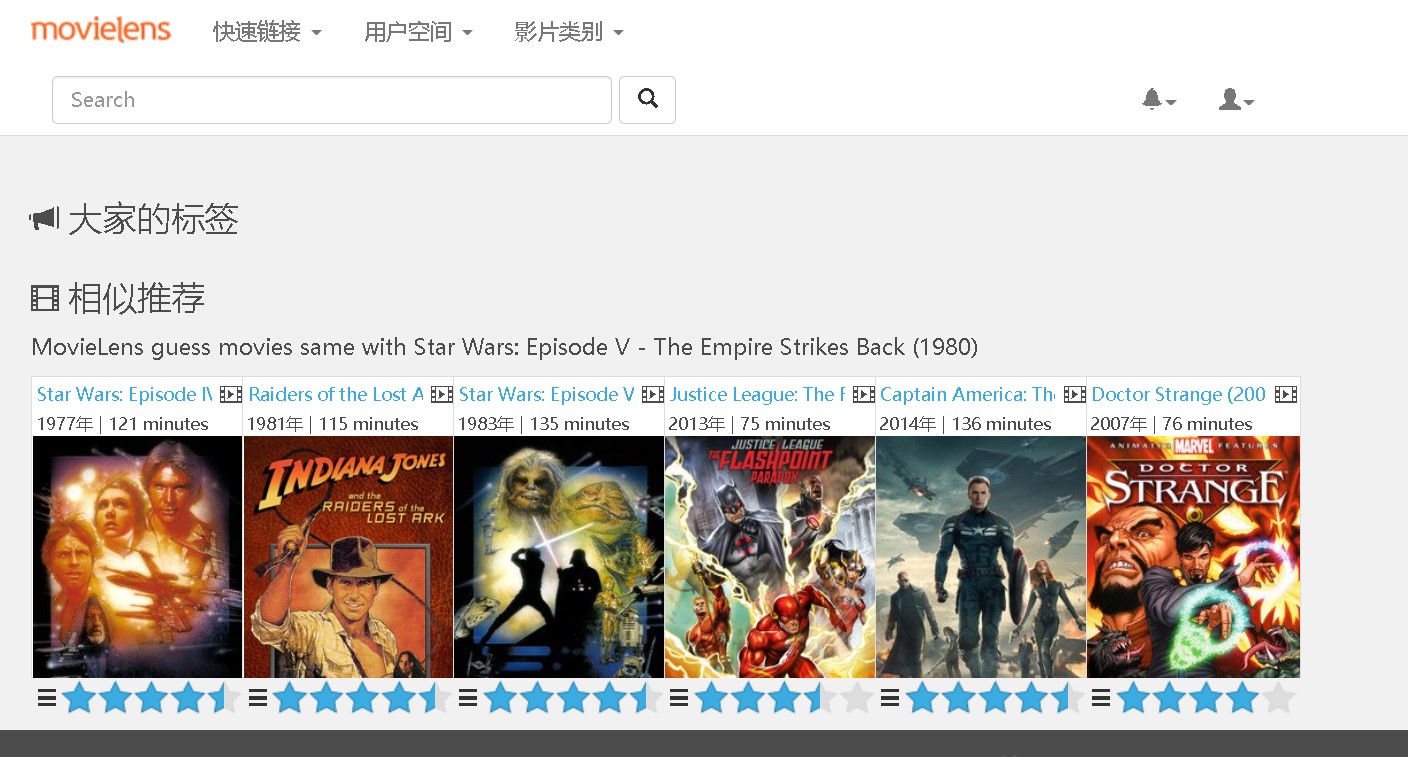 movielens 快速链接 用户空间 影片类别
Search
大家的标签
相似推荐
MovieLens guess movies same with Star Wars: Episode V - The Empire Strikes Back (1980)
Star Wars: Episode IV
1977年 | 121 minutes
Raiders of the Lost A
1981年 | 115 minutes
INDIANA JONES
and the
RAIDERS of the
LOST ARK
Star Wars: Episode V
1983年 | 135 minutes
Justice League: The F
2013年 | 75 minutes
JUSTICE LEAGUE
THE FLASHPOINT
PARADOX
Captain America: The
2014年 | 136 minutes
Doctor Strange (200
2007年 | 76 minutes
ANIMATED MARVEL FEATURES
DOCTOR
STRANGE